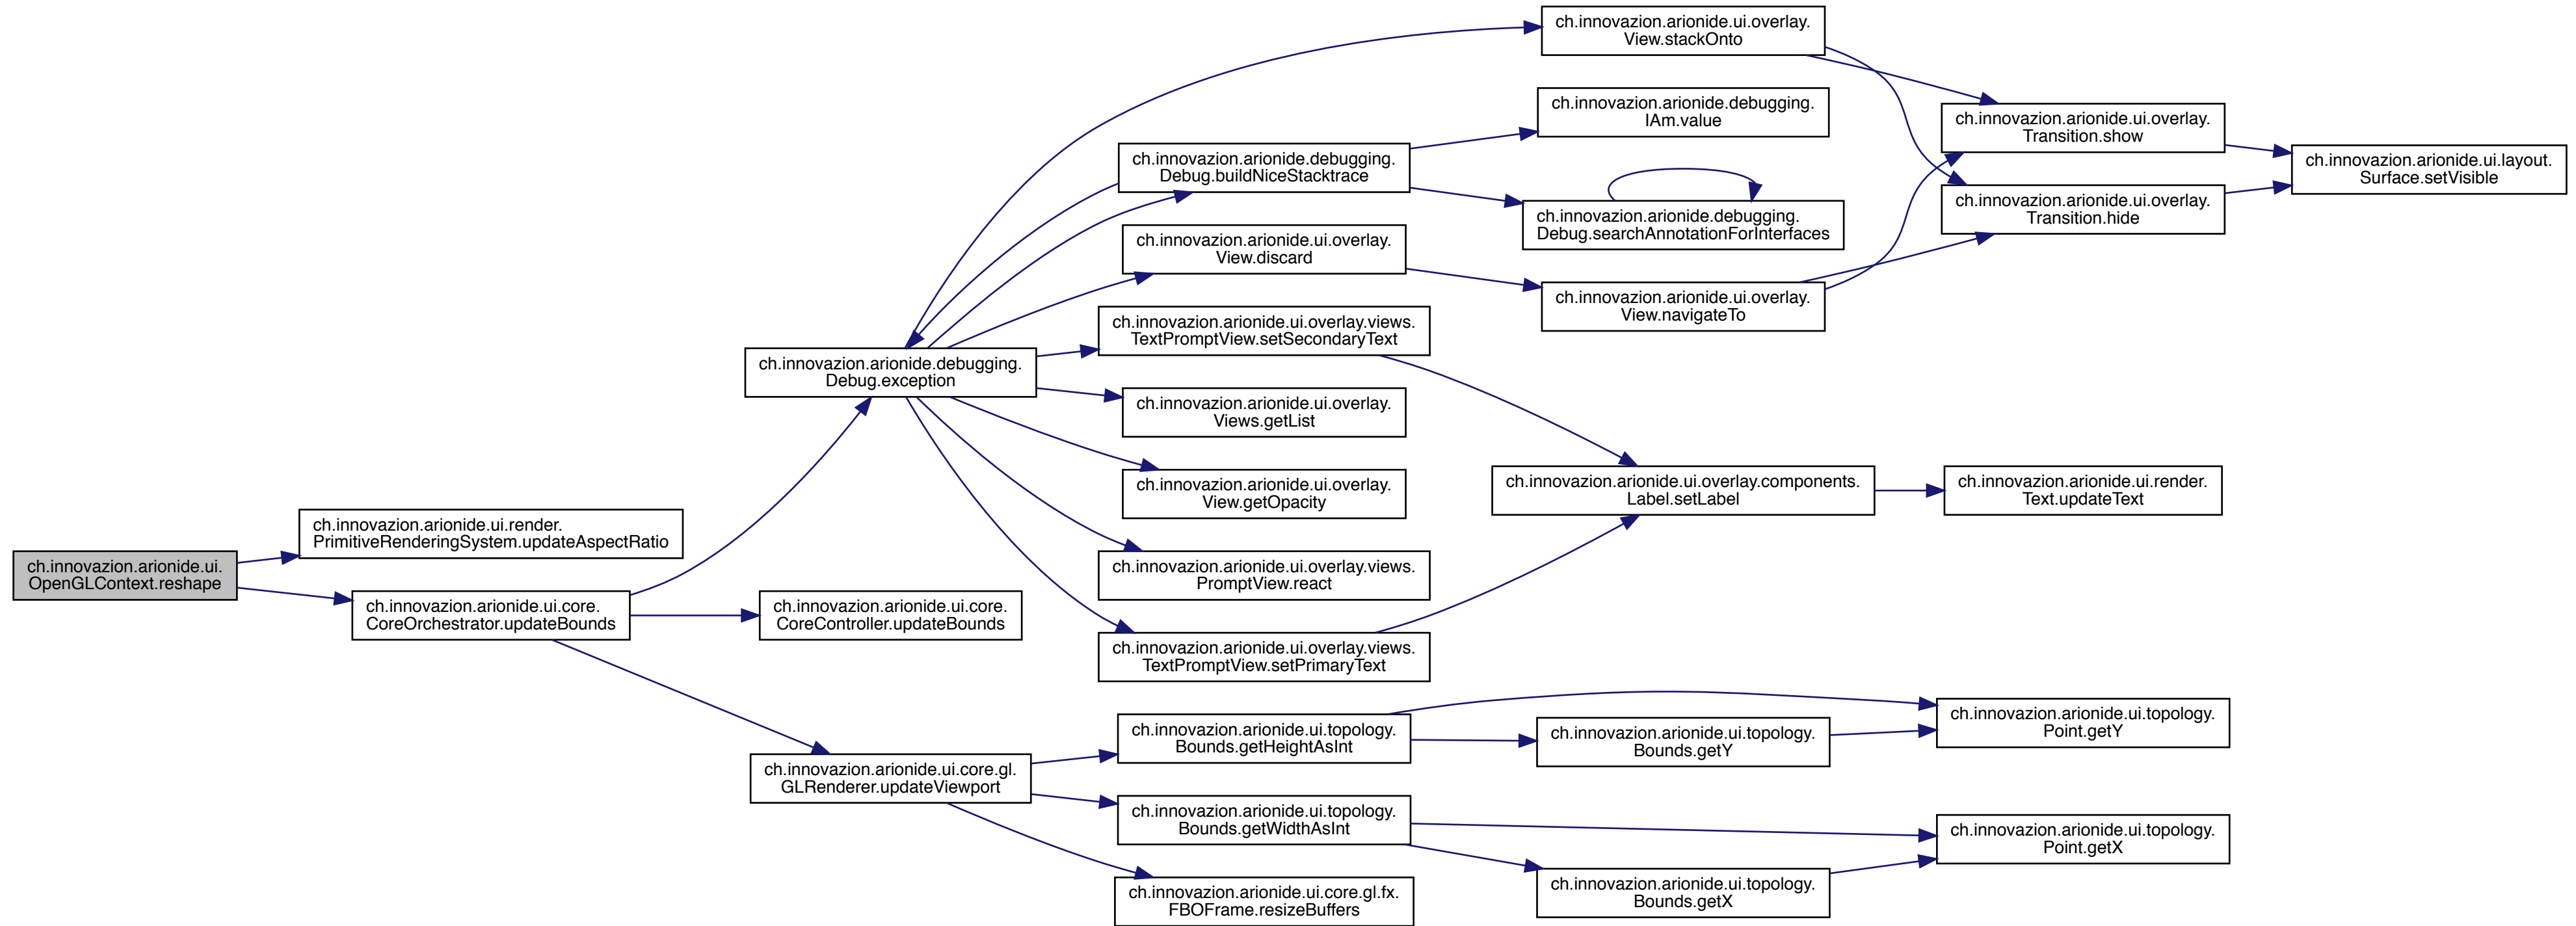 ch.innovazion.arionide.ui.
OpenGLContext.reshape
ch.innovazion.arionide.ui.render.
PrimitiveRenderingSystem.updateAspectRatio
ch.innovazion.arionide.ui.core.
CoreOrchestrator.updateBounds
ch.innovazion.arionide.debugging.
Debug.exception
ch.innovazion.arionide.ui.core.
CoreController.updateBounds
ch.innovazion.arionide.ui.core.gl.
GLRenderer.updateViewport
ch.innovazion.arionide.debugging.
Debug.buildNiceStacktrace
ch.innovazion.arionide.ui.overlay.
View.discard
ch.innovazion.arionide.ui.overlay.views.
TextPromptView.setSecondaryText
ch.innovazion.arionide.ui.overlay.
Views.getList
ch.innovazion.arionide.ui.overlay.
View.getOpacity
ch.innovazion.arionide.ui.overlay.views.
PromptView.react
ch.innovazion.arionide.ui.overlay.views.
TextPromptView.setPrimaryText
ch.innovazion.arionide.ui.topology.
Bounds.getHeightAsInt
ch.innovazion.arionide.ui.topology.
Bounds.getWidthAsInt
ch.innovazion.arionide.ui.core.gl.fx.
FBOFrame.resizeBuffers
ch.innovazion.arionide.ui.overlay.
View.stackOnto
ch.innovazion.arionide.debugging.
IAm.value
ch.innovazion.arionide.debugging.
Debug.searchAnnotationForInterfaces
ch.innovazion.arionide.ui.overlay.
View.navigateTo
ch.innovazion.arionide.ui.overlay.components.
Label.setLabel
ch.innovazion.arionide.ui.topology.
Bounds.getY
ch.innovazion.arionide.ui.topology.
Bounds.getX
ch.innovazion.arionide.ui.overlay.
Transition.show
ch.innovazion.arionide.ui.overlay.
Transition.hide
ch.innovazion.arionide.ui.render.
Text.updateText
ch.innovazion.arionide.ui.topology.
Point.getY
ch.innovazion.arionide.ui.topology.
Point.getX
ch.innovazion.arionide.ui.layout.
Surface.setVisible